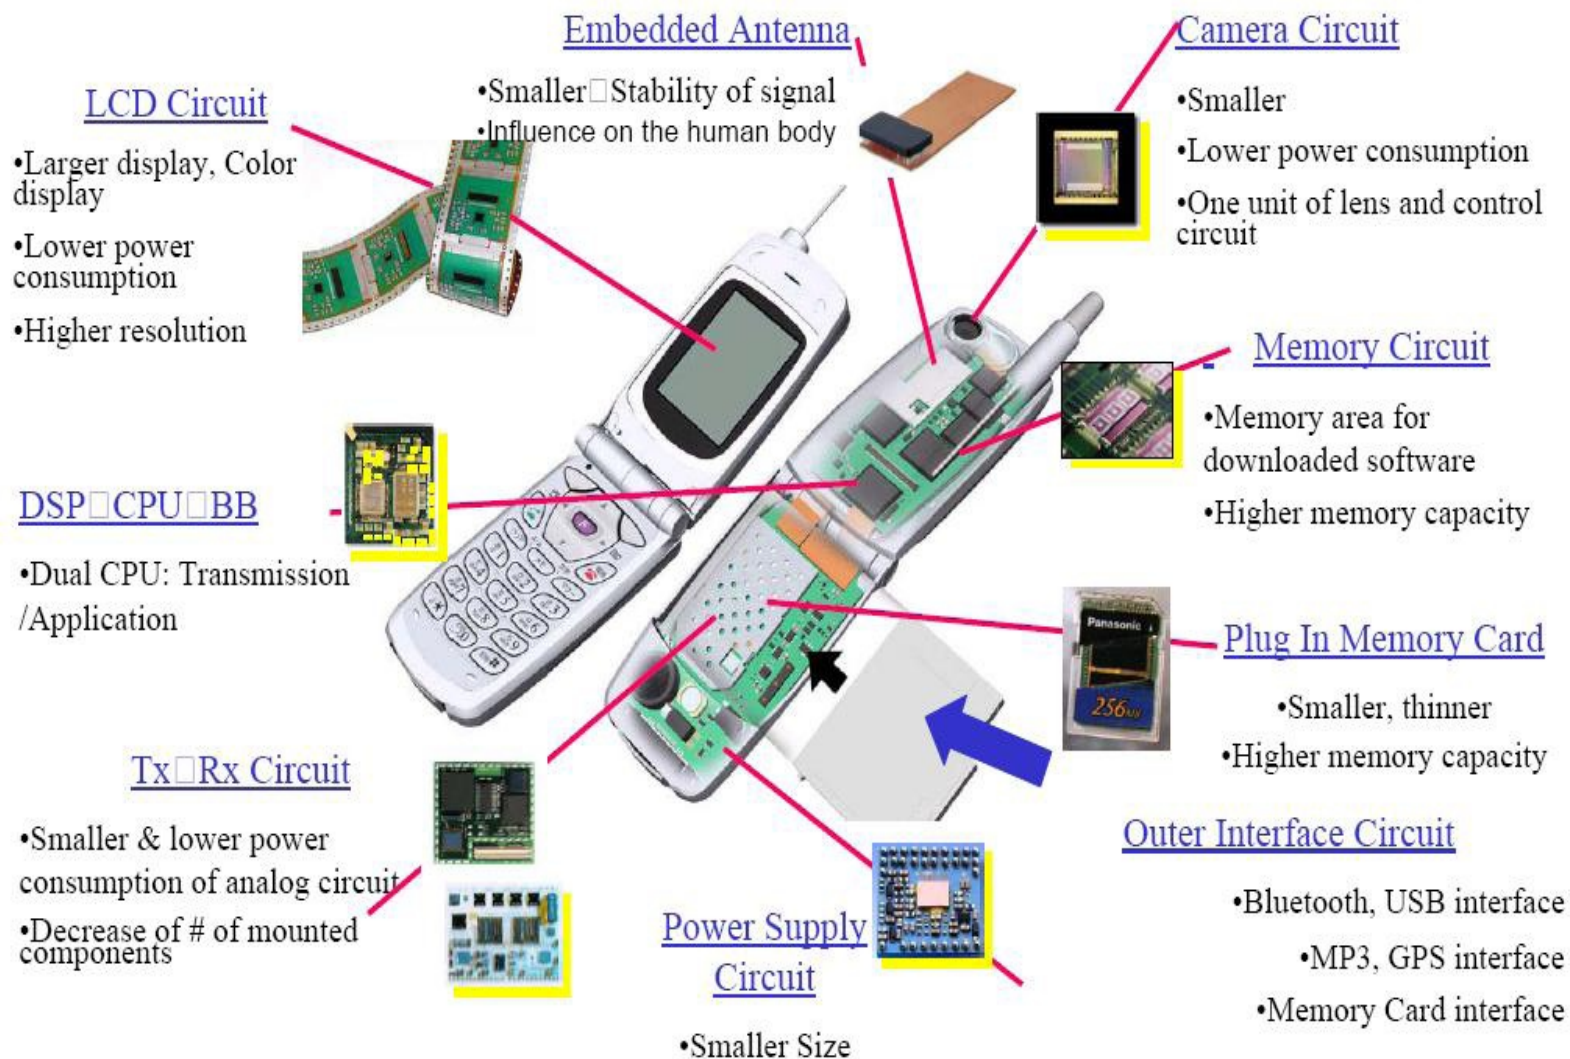 Embedded Antenna
•Smaller□Stability of signal
•Influence on the human body
Camera Circuit
•Smaller
•Lower power consumption
•One unit of lens and control
circuit
LCD Circuit
•Larger display, Color
display
•Lower power
consumption
•Higher resolution
Memory Circuit
•Memory area for
downloaded software
•Higher memory capacity
DSP□CPU□BB
•Dual CPU: Transmission
/Application
Panasonic
256MB
Plug In Memory Card
•Smaller, thinner
•Higher memory capacity
Tx□Rx Circuit
•Smaller & lower power
consumption of analog circuit
•Decrease of # of mounted
components
Power Supply
Circuit
•Smaller Size
Outer Interface Circuit
•Bluetooth, USB interface
•MP3, GPS interface
•Memory Card interface